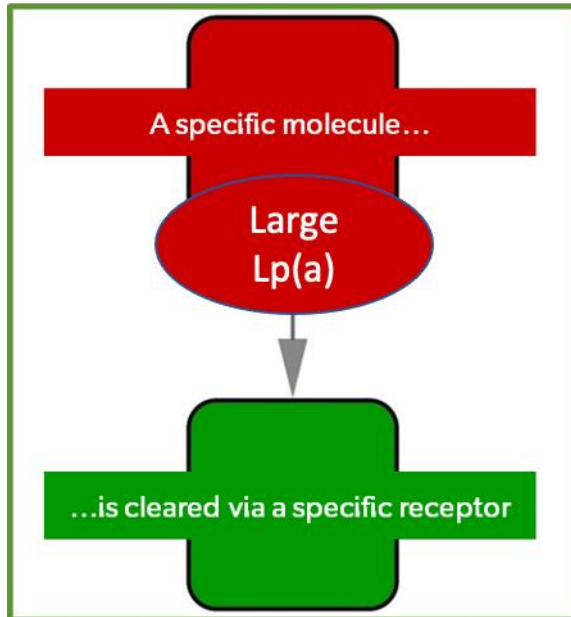 A specific molecule…
Large
Lp(a)
…is cleared via a specific receptor